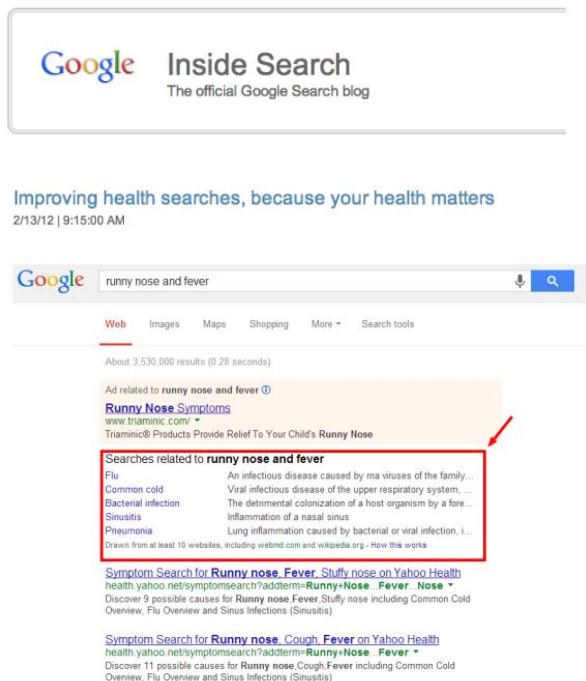 Google Inside Search
The official Google Search blog
Improving health searches, because your health matters
2/13/12 | 9:15:00 AM
Google runny nose and fever
Web Images Maps Shopping More Search tools
About 3,530,000 results (0.28 seconds)
Ad related to runny nose and fever
Runny Nose Symptoms
www.triaminic.com/
Triaminic® Products Provide Relief To Your Child's Runny Nose
Searches related to runny nose and fever
Flu An infectious disease caused by rna viruses of the family...
Common cold Viral infectious disease of the upper respiratory system, ...
Bacterial infection The detrimental colonization of a host organism by a fore...
Sinusitis Inflammation of a nasal sinus
Pneumonia Lung inflammation caused by bacterial or viral infection, i...
Drawn from at least 10 websites, including webmd.com and wikipedia.org - How this works
Symptom Search for Runny nose, Fever, Stuffy nose on Yahoo Health
health.yahoo.net/symptomsearch?addterm=Runny+Nose...Fever...Nose
Discover 9 possible causes for Runny nose,Fever,Stuffy nose including Common Cold
Overview, Flu Overview and Sinus Infections (Sinusitis)
Symptom Search for Runny nose, Cough, Fever on Yahoo Health
health.yahoo.net/symptomsearch?addterm=Runny+Nose...Fever
Discover 11 possible causes for Runny nose,Cough,Fever including Common Cold
Overview, Flu Overview and Sinus Infections (Sinusitis)